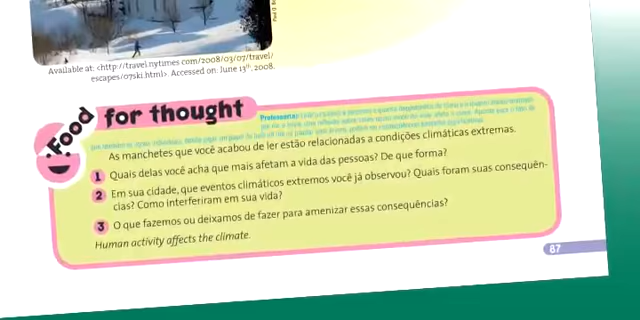 Available at: <http://travel.nytimes com/2008/03/07/travel/
escapes/07ski.html>. Accessed on: June 13th, 2008.
Food for thought
Professor(a):
As manchetes que você acabou de ler estão relacionadas a condições climáticas extremas.
1 Quais delas você acha que mais afetam a vida das pessoas? De que forma?
2 Em sua cidade, que eventos climáticos extremos você já observou? Quais foram suas consequên-
cias? Como interferiram em sua vida?
3 O que fazemos ou deixamos de fazer para amenizar essas consequências?
Human activity affects the climate.
87